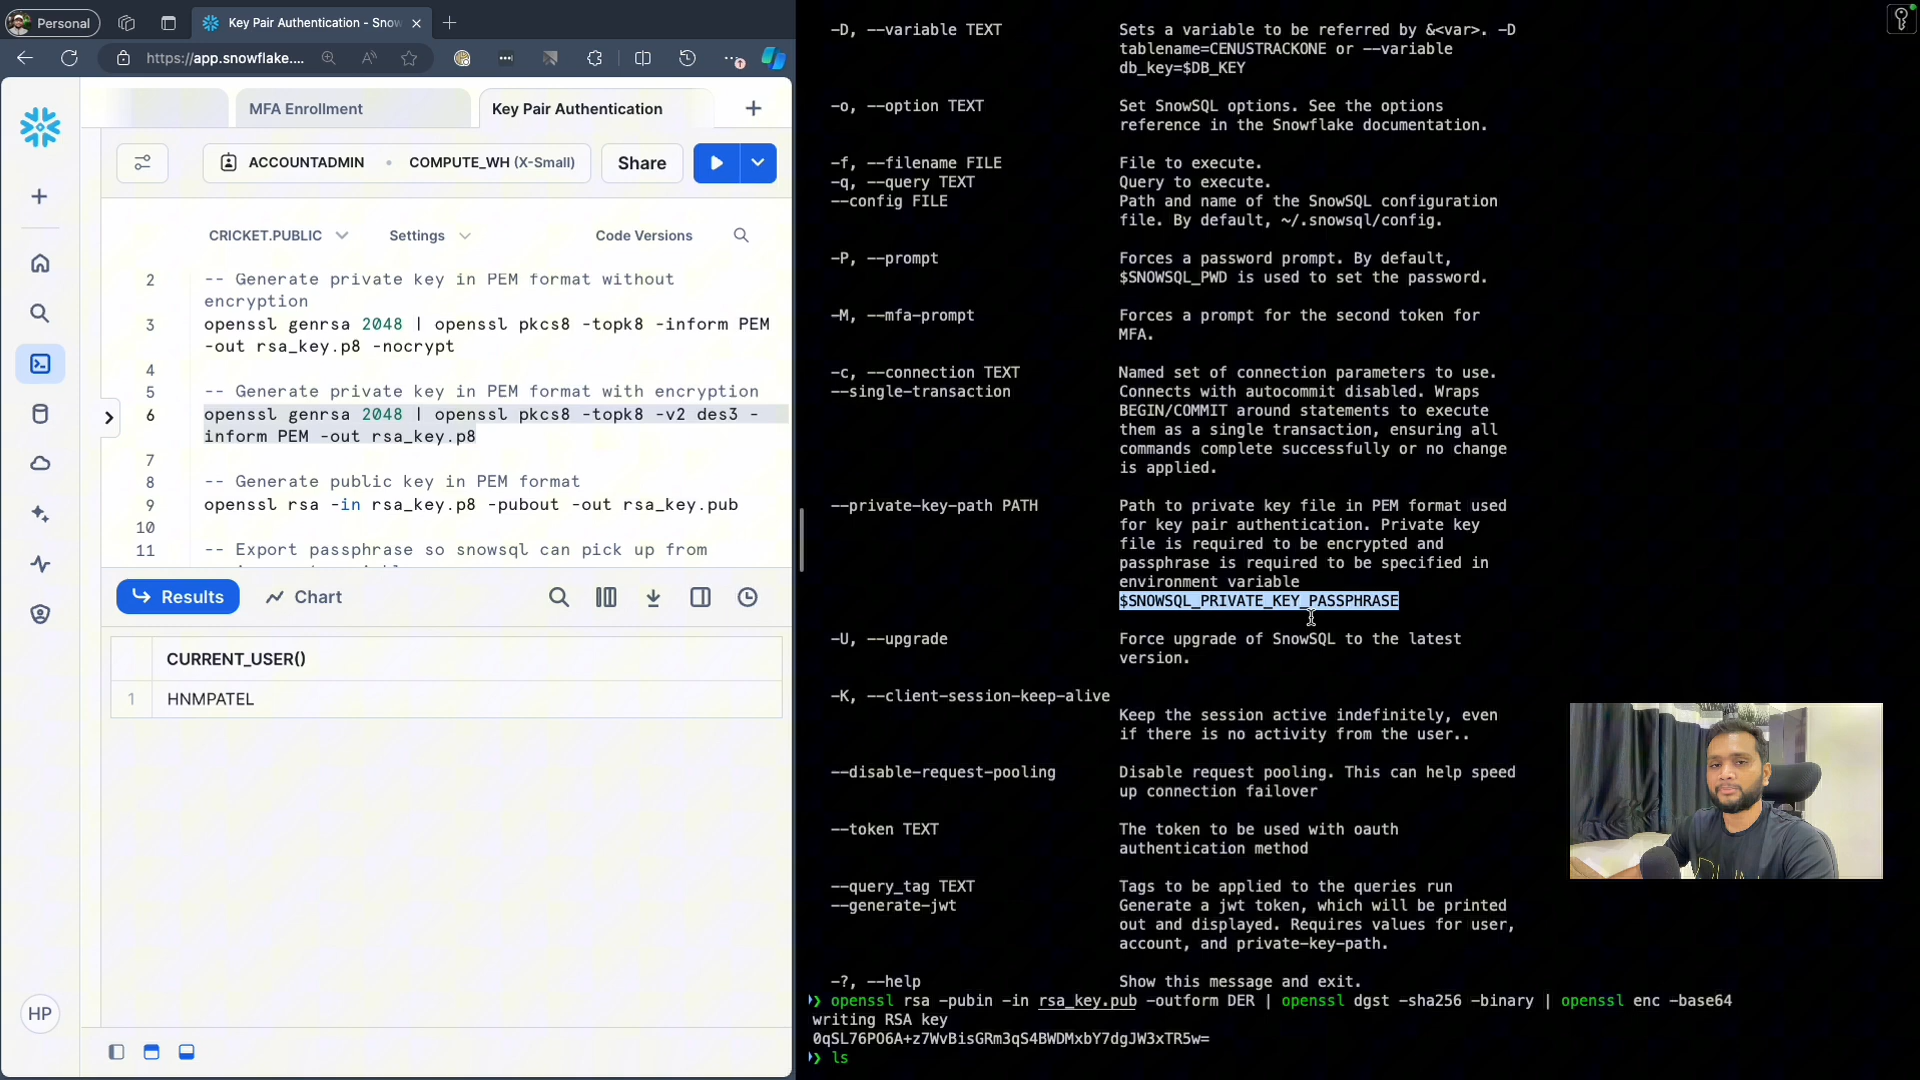 Personal
Key Pair Authentication - Snow
https://app.snowflake....
MFA Enrollment
Key Pair Authentication
ACCOUNTADMIN • COMPUTE_WH (X-Small)
Share
CRICKET.PUBLIC
Settings
Code Versions
2 -- Generate private key in PEM format without
encryption
3 openssl genrsa 2048 | openssl pkcs8 -topk8 -inform PEM
-out rsa_key.p8 -nocrypt
4
5 -- Generate private key in PEM format with encryption
6 openssl genrsa 2048 | openssl pkcs8 -topk8 -v2 des3 -
inform PEM -out rsa_key.p8
7
8 -- Generate public key in PEM format
9 openssl rsa -in rsa_key.p8 -pubout -out rsa_key.pub
10
11 -- Export passphrase so snowsql can pick up from
Results
Chart
CURRENT_USER()
1 HNMPATEL
HP
-D, --variable TEXT Sets a variable to be referred by &<var>. -D
tablename=CENUSTRACKONE or --variable
db_key=$DB_KEY
-o, --option TEXT Set SnowSQL options. See the options
reference in the Snowflake documentation.
-f, --filename FILE File to execute.
-q, --query TEXT Query to execute.
--config FILE Path and name of the SnowSQL configuration
file. By default, ~/.snowsql/config.
-P, --prompt Forces a password prompt. By default,
$SNOWSQL_PWD is used to set the password.
-M, --mfa-prompt Forces a prompt for the second token for
MFA.
-c, --connection TEXT Named set of connection parameters to use.
--single-transaction Connects with autocommit disabled. Wraps
BEGIN/COMMIT around statements to execute
them as a single transaction, ensuring all
commands complete successfully or no change
is applied.
--private-key-path PATH Path to private key file in PEM format used
for key pair authentication. Private key
file is required to be encrypted and
passphrase is required to be specified in
environment variable
$SNOWSQL_PRIVATE_KEY_PASSPHRASE
-U, --upgrade Force upgrade of SnowSQL to the latest
version.
-K, --client-session-keep-alive
Keep the session active indefinitely, even
if there is no activity from the user..
--disable-request-pooling Disable request pooling. This can help speed
up connection failover
--token TEXT The token to be used with oauth
authentication method
--query_tag TEXT Tags to be applied to the queries run
--generate-jwt Generate a jwt token, which will be printed
out and displayed. Requires values for user,
account, and private-key-path.
-?, --help Show this message and exit.
❯ openssl rsa -pubin -in rsa_key.pub -outform DER | openssl dgst -sha256 -binary | openssl enc -base64
writing RSA key
0qSL76PO6A+z7WvBisGRm3qS4BWDMxbY7dgJW3xTR5w=
❯ ls